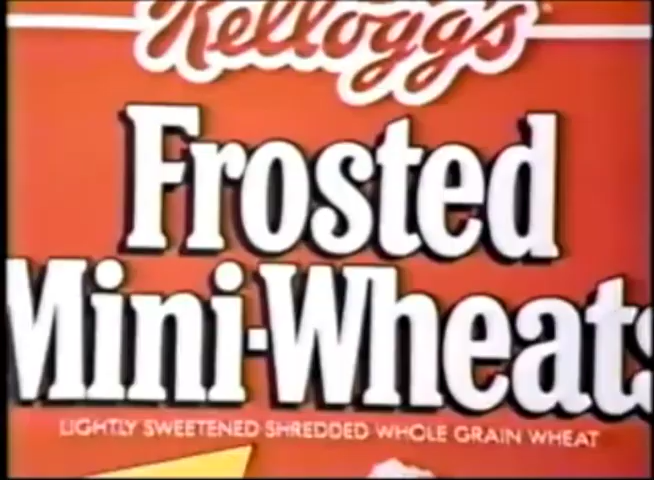 Kellogg's
Frosted
Mini-Wheats
LIGHTLY SWEETENED SHREDDED WHOLE GRAIN WHEAT